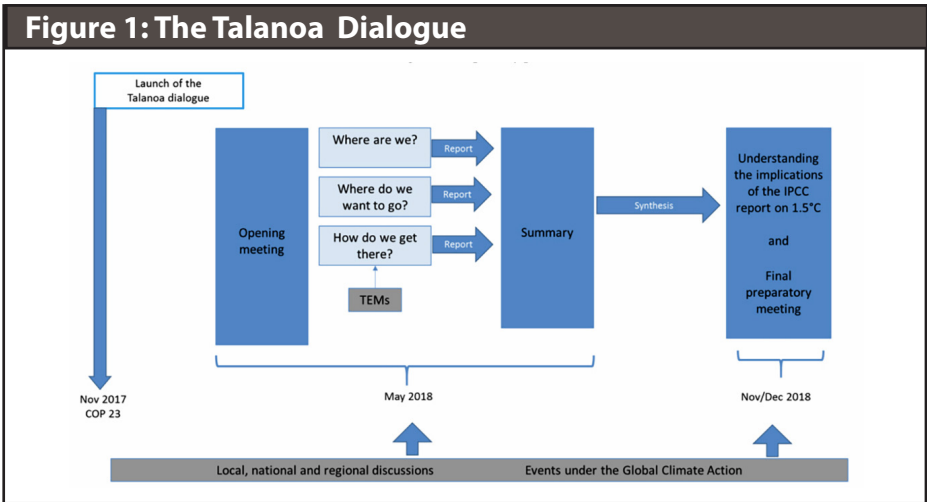 Figure 1: The Talanoa Dialogue
Launch of the
Talanoa dialogue
Opening
meeting
Where are we?
Report
Where do we
want to go?
Report
How do we get
there?
Report
TEMs
Summary
Synthesis
Understanding
the implications
of the IPCC
report on 1.5°C
and
Final
preparatory
meeting
Nov 2017
COP 23
May 2018
Nov/Dec 2018
Local, national and regional discussions
Events under the Global Climate Action